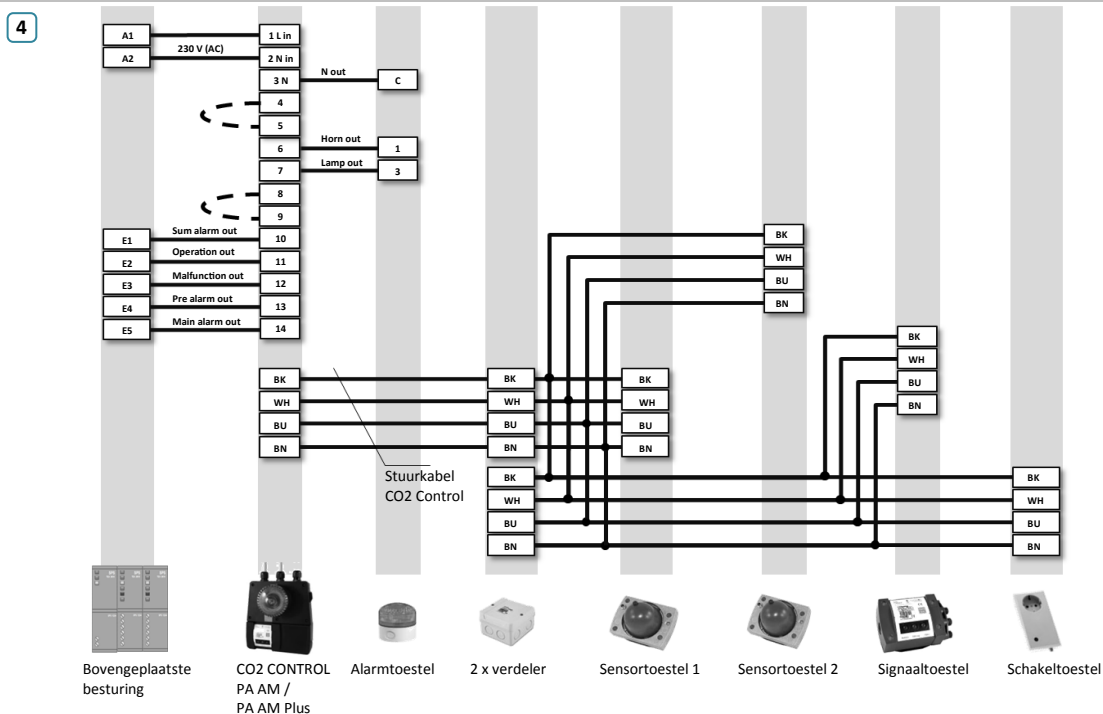 4
A1 1 L in
A2 230 V (AC) 2 N in
3 N N out C
4
5
6 Horn out 1
7 Lamp out 3
8
9
E1 Sum alarm out 10
E2 Operation out 11
E3 Malfunction out 12
E4 Pre alarm out 13
E5 Main alarm out 14
BK
WH
BU
BN
BK
WH
BU
BN
BK BK BK
WH WH WH
BU BU BU
BN BN BN
Stuurkabel
CO2 Control
BK BK
WH WH
BU BU
BN BN
Bovengeplaatste
besturing
CO2 CONTROL
PA AM /
PA AM Plus
Alarmtoestel
2 x verdeler
Sensortoestel 1
Sensortoestel 2
Signaaltoestel
Schakeltoestel